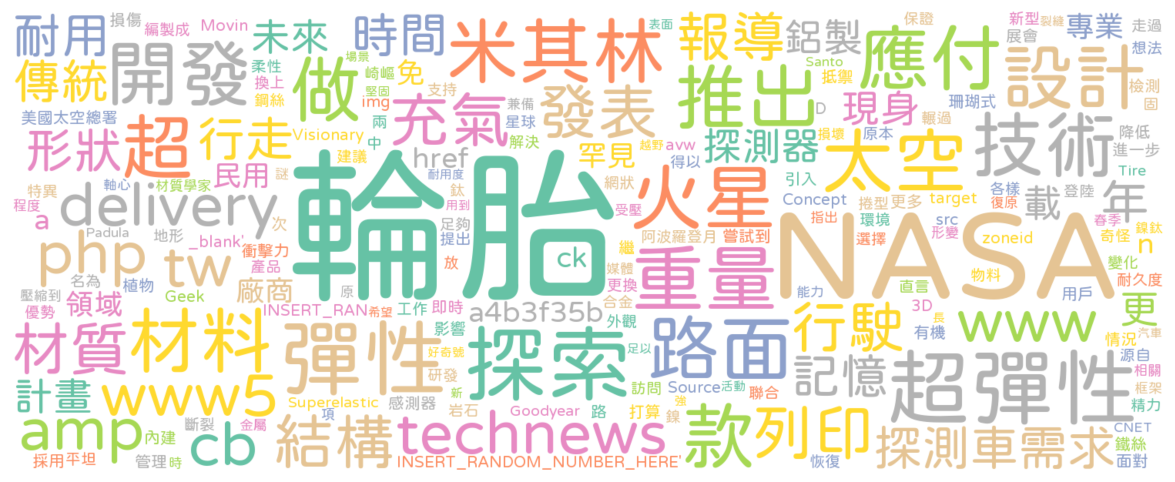 耐用 損傷 編製成 Movin 未來 時間 米其林 表面 報導 鋁製 保證 新型 裂縫 展會 專業 走過 想法
傳統 開發 柔性 換上 鋼絲 場景 崎嶇 堅固 做 免 支持 img 充氣 兼備 星球 發表 推出 Santo 抵禦 D 應付 設計 檢測 固
美國太空總署 形狀 超 行走 Visionary 兩 中 解決 罕見 越野 avw 損壞 原本 現身 輾過 珊瑚式 技術 降低 進一步
軸心 材質學家 民用 建議 謎 耐用度 鈦 用到 href 探測器 得以 引入 太空 Tire
特異 程度 a delivery 輪胎 足夠 提出 網狀 受壓 火星 Concept 指出 捲型 更多 環境 選擇 target 登陸 載 各樣 復原 年
Padula 地形 次 _blank' 衝擊力 放 ck 阿波羅登月 嘗試到 繼 src 形變 春季 奇怪 鎳鈦 n
php tw 名為 植物 產品 Geek 廠商 原 媒體 更換 重量 NASA 物料 zoneid 變化 耐久度
壓縮到 優勢 領域 INSERT_RAN 希望 工作 即時 影響 a4b3f35b 合金 外觀 能力 直言 3D 長 有機 汽車 用戶 www 更 情況
材質 材料 彈性 好奇號 研發 探索 足以 訪問 路面 行駛 記憶 超彈性 源自 相關 框架 精力
計畫 www5 Superelastic 項 感測器 新 岩石 Goodyear 路 打算 Source 活動 強 鎳 聯合 CNET
amp 內建 斷裂 金屬 cb 結構 technews 款 列印 探測車需求 鐵絲
採用 平坦 管理 時 INSERT_RANDOM_NUMBER_HERE' 恢復 面對